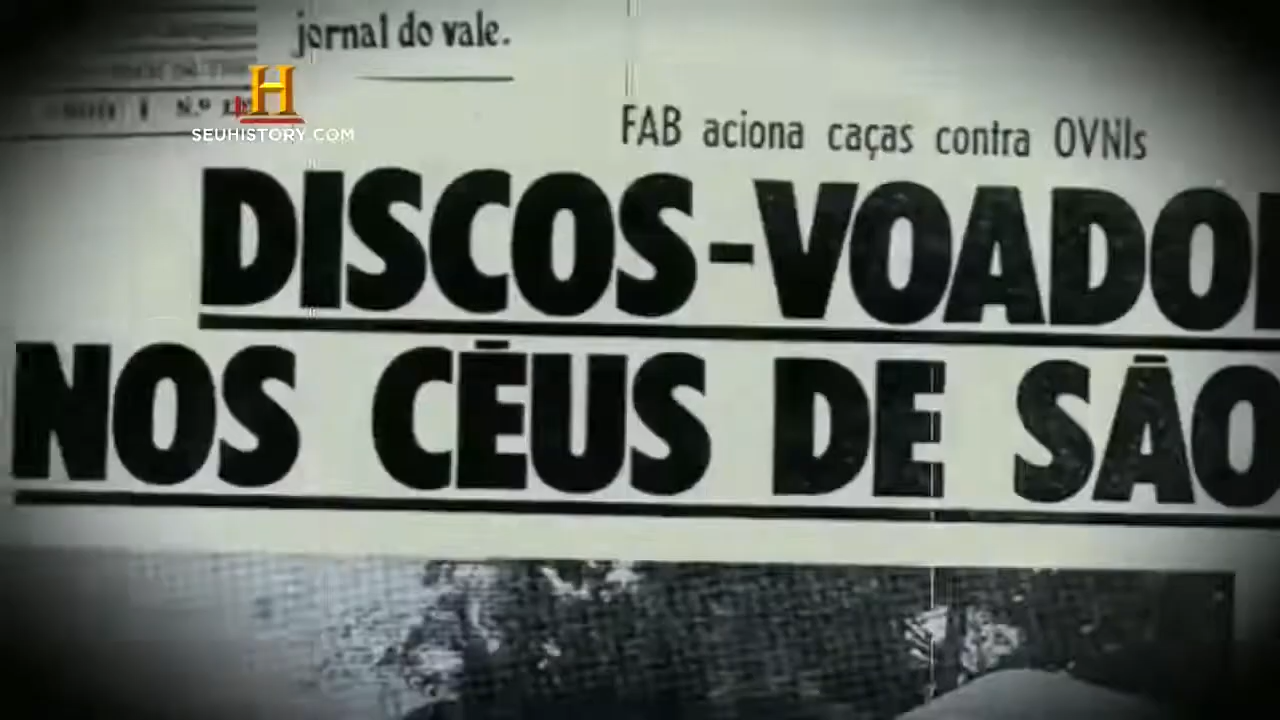 jornal do vale.
H
SEUHISTORY.COM
FAB aciona caças contra OVNIs
DISCOS-VOADO
NOS CÉUS DE SÃO